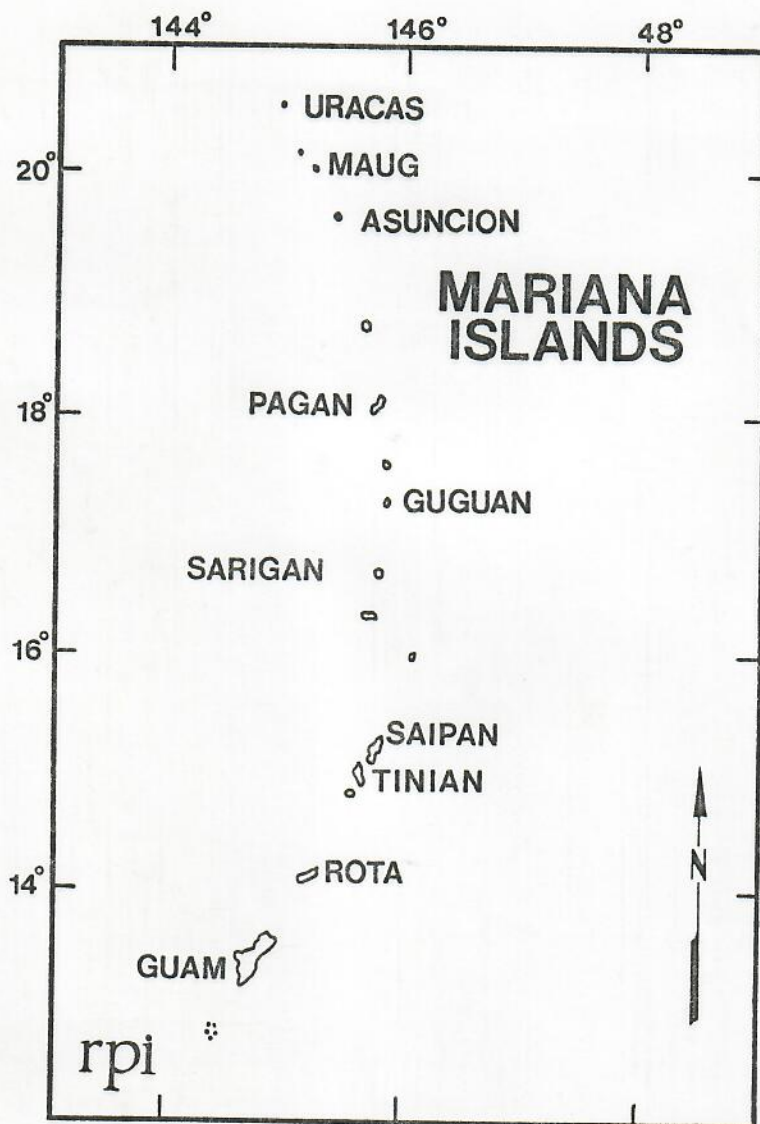 144° 146° 48°
URACAS
20° MAUG
ASUNCION
MARIANA
ISLANDS
PAGAN
18°
GUGUAN
SARIGAN
16°
SAIPAN
TINIAN
ROTA
14°
N
GUAM
rpi